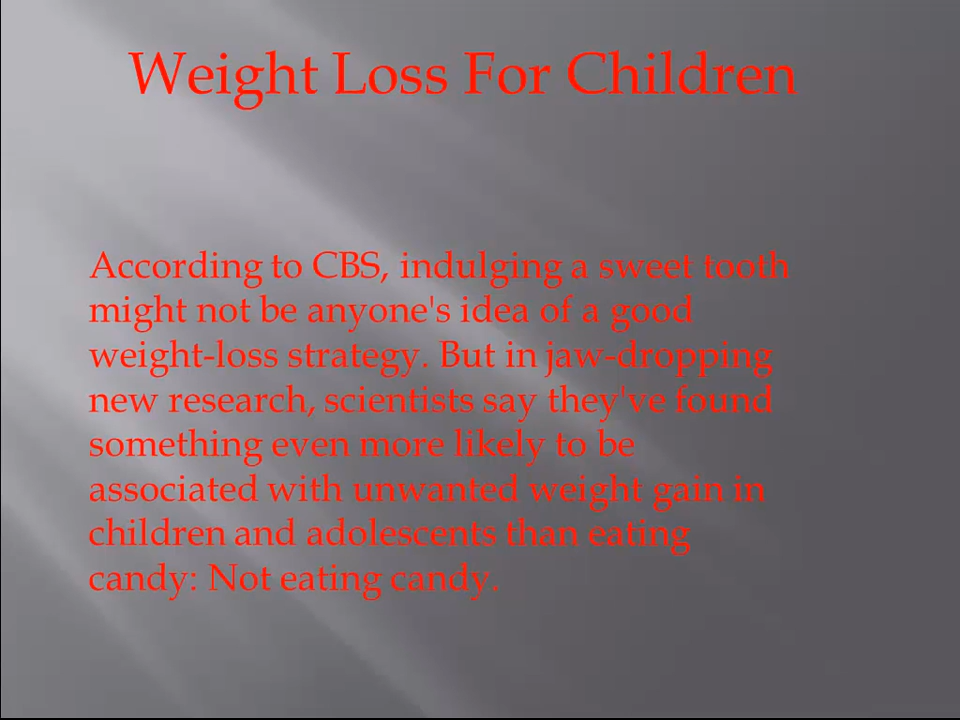 Weight Loss For Children
According to CBS, indulging a sweet tooth
might not be anyone's idea of a good
weight-loss strategy. But in jaw-dropping
new research, scientists say they've found
something even more likely to be
associated with unwanted weight gain in
children and adolescents than eating
candy: Not eating candy.